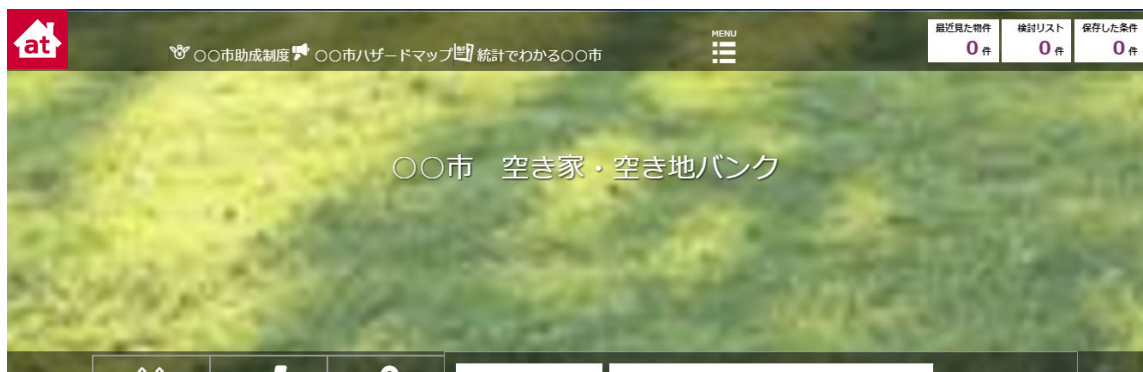 at
○○市助成制度 ○○市ハザードマップ 統計でわかる○○市
MENU
最近見た物件 検討リスト 保存した条件
0 件 0 件 0 件
○○市 空き家・空き地バンク